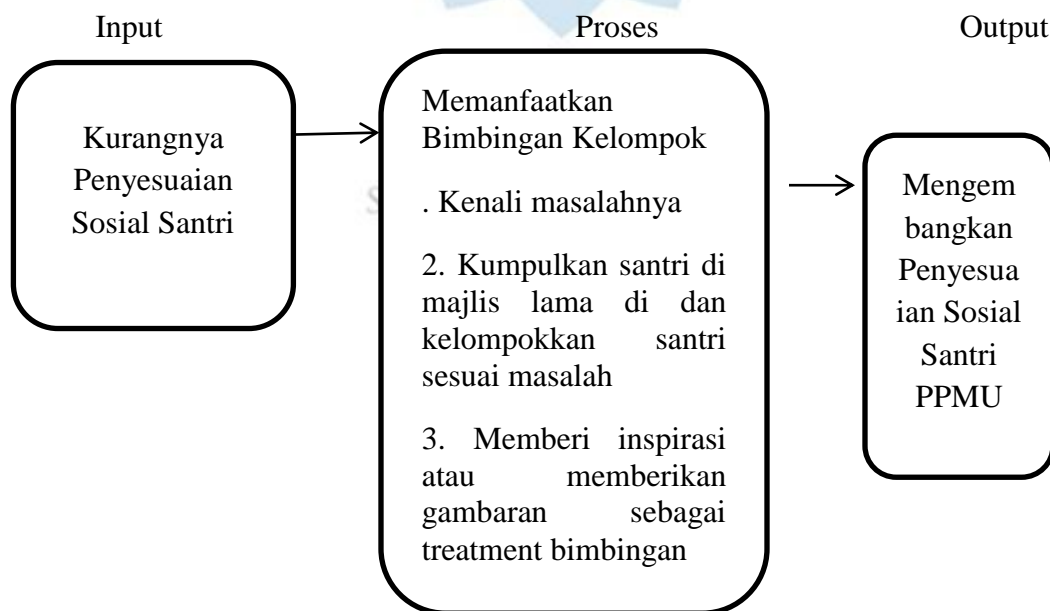 Input
Proses
Output
Kurangnya
Penyesuaian
Sosial Santri
Memanfaatkan
Bimbingan Kelompok
. Kenali masalahnya
2. Kumpulkan santri di
majlis lama di dan
kelompokkan santri
sesuai masalah
3. Memberi inspirasi
atau memberikan
gambaran sebagai
treatment bimbingan
Mengem
bangkan
Penyesua
ian Sosial
Santri
PPMU